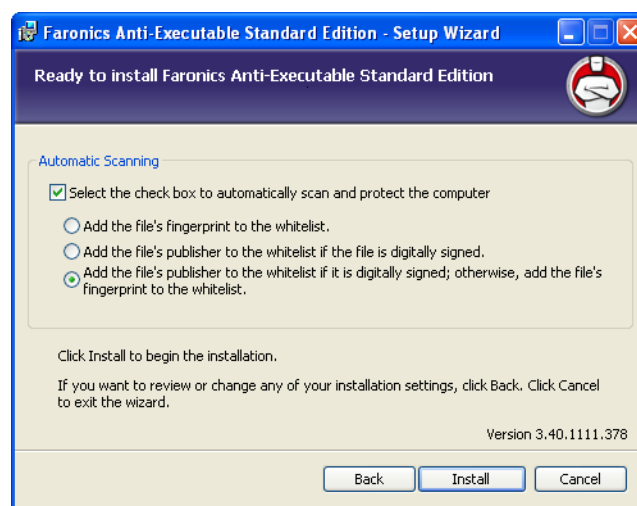 Faronics Anti-Executable Standard Edition - Setup Wizard
Ready to install Faronics Anti-Executable Standard Edition
Automatic Scanning
Select the check box to automatically scan and protect the computer
Add the file's fingerprint to the whitelist.
Add the file's publisher to the whitelist if the file is digitally signed.
Add the file's publisher to the whitelist if it is digitally signed; otherwise, add the file's
fingerprint to the whitelist.
Click Install to begin the installation.
If you want to review or change any of your installation settings, click Back. Click Cancel
to exit the wizard.
Version 3.40.1111.378
Back Install Cancel